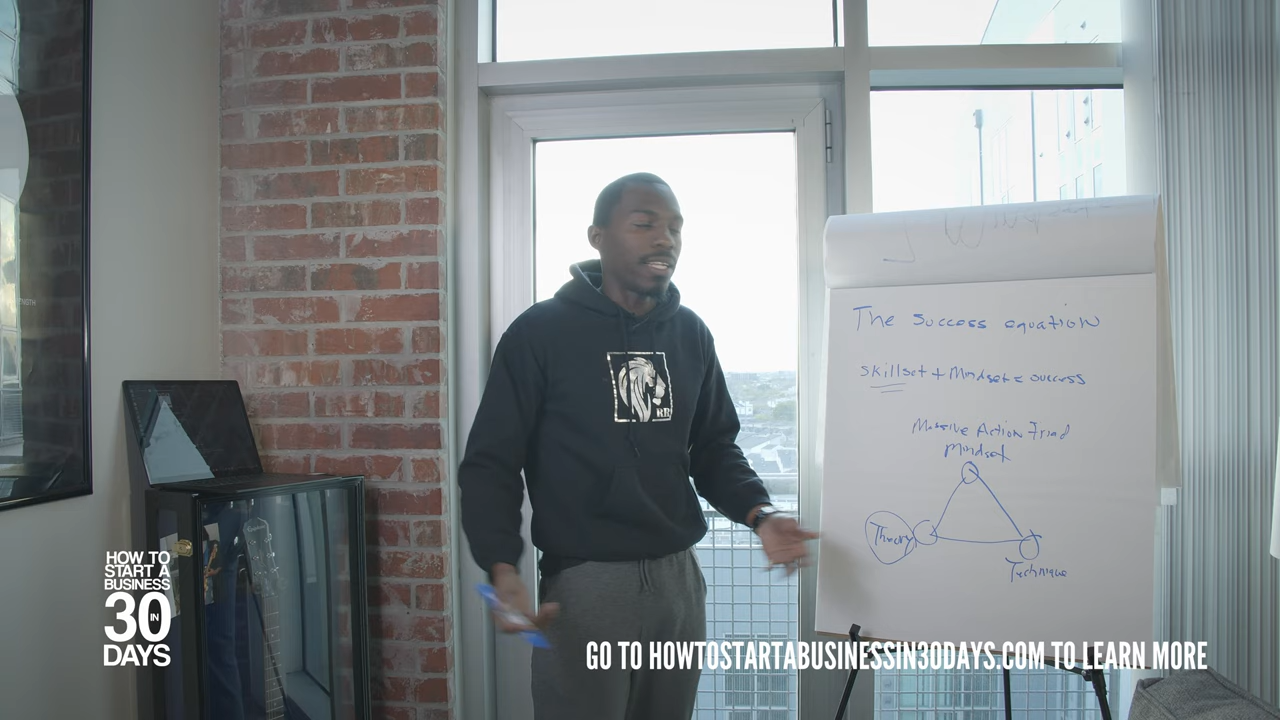 The success equation
skillset + Mindset = success
Massive Action Triad
Mindset
Theory
Technique
HOW TO
START A
BUSINESS
30 IN
DAYS
GO TO HOWTOSTARTABUSINESSIN30DAYS.COM TO LEARN MORE